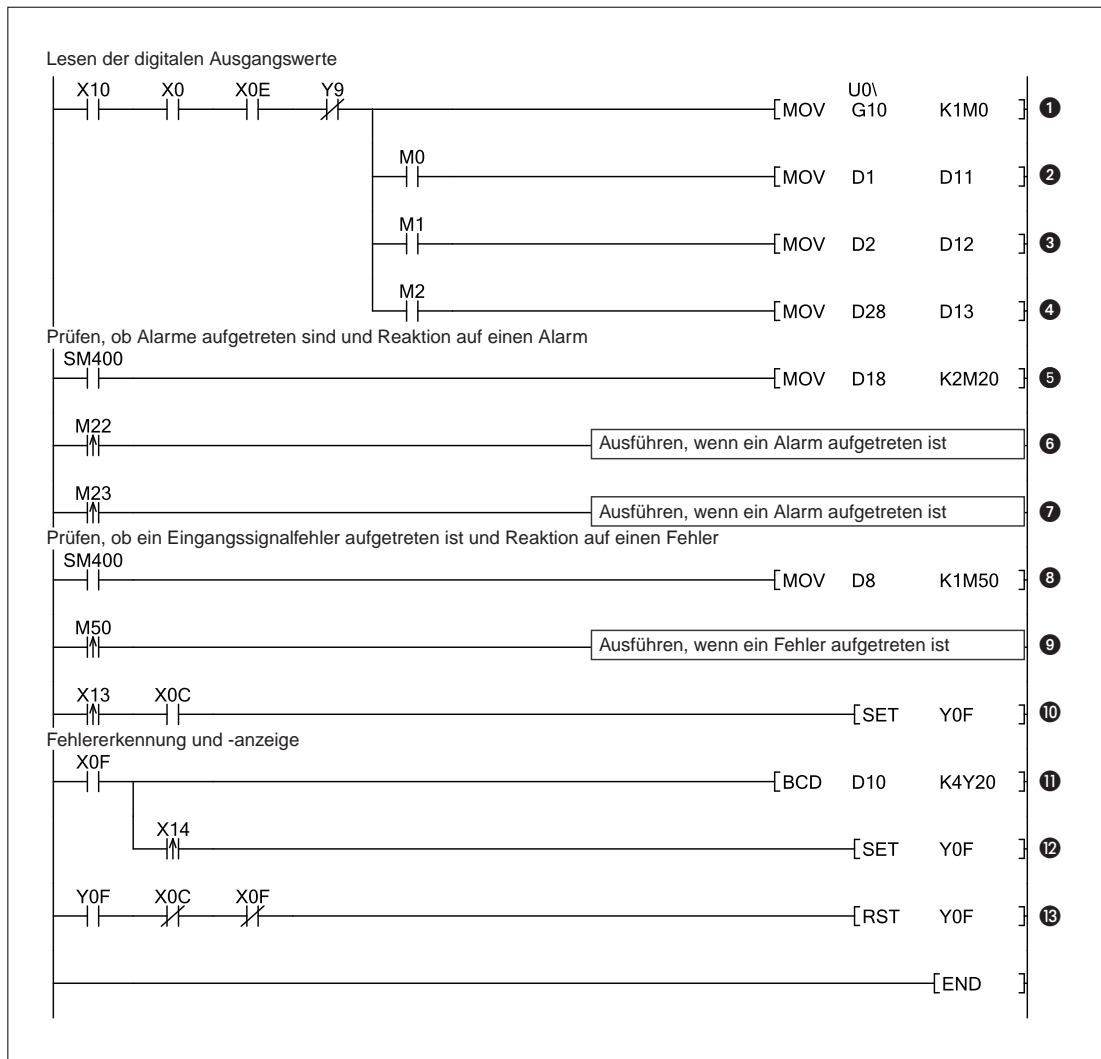 Lesen der digitalen Ausgangswerte
X10 X0 X0E Y9 U0\
MOV G10 K1M0 1
M0
MOV D1 D11 2
M1
MOV D2 D12 3
M2
MOV D28 D13 4
Prüfen, ob Alarme aufgetreten sind und Reaktion auf einen Alarm
SM400
MOV D18 K2M20 5
M22
Ausführen, wenn ein Alarm aufgetreten ist 6
M23
Ausführen, wenn ein Alarm aufgetreten ist 7
Prüfen, ob ein Eingangssignalfehler aufgetreten ist und Reaktion auf einen Fehler
SM400
MOV D8 K1M50 8
M50
Ausführen, wenn ein Fehler aufgetreten ist 9
X13 X0C
SET Y0F 10
Fehlererkennung und -anzeige
X0F
BCD D10 K4Y20 11
X14
SET Y0F 12
Y0F X0C X0F
RST Y0F 13
END